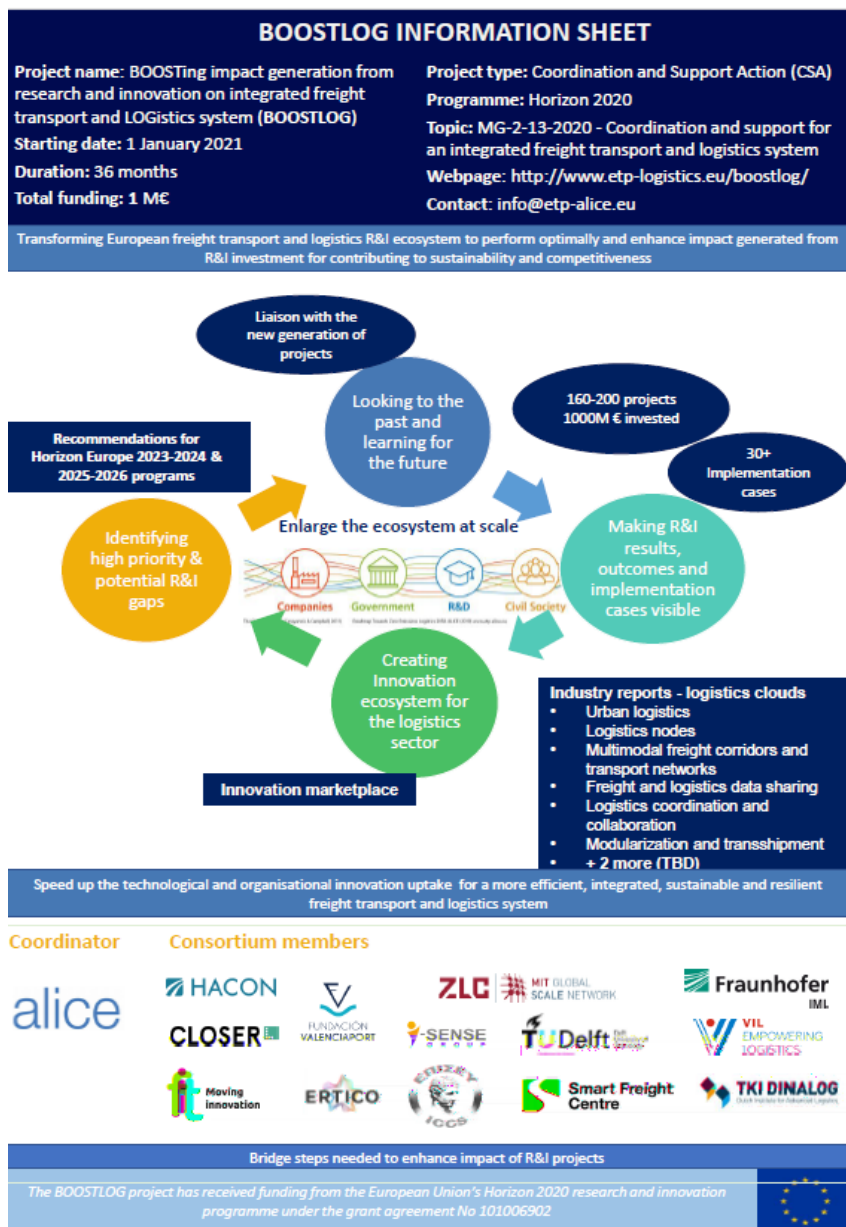 BOOSTLOG INFORMATION SHEET
Project name: BOOSTing impact generation from
research and innovation on integrated freight
transport and LOGistics system (BOOSTLOG)
Starting date: 1 January 2021
Duration: 36 months
Total funding: 1 M€
Project type: Coordination and Support Action (CSA)
Programme: Horizon 2020
Topic: MG-2-13-2020 - Coordination and support for
an integrated freight transport and logistics system
Webpage: http://www.etp-logistics.eu/boostlog/
Contact: info@etp-alice.eu
Transforming European freight transport and logistics R&I ecosystem to perform optimally and enhance impact generated from
R&I investment for contributing to sustainability and competitiveness
Liaison with the
new generation of
projects
Looking to the
past and
learning for
the future
160-200 projects
1000M € invested
30+
Implementation
cases
Recommendations for
Horizon Europe 2023-2024 &
2025-2026 programs
Identifying
high priority &
potential R&I
gaps
Enlarge the ecosystem at scale
Companies Government R&D Civil Society
Making R&I
results,
outcomes and
implementation
cases visible
Creating
Innovation
ecosystem for
the logistics
sector
Innovation marketplace
Industry reports - logistics clouds
• Urban logistics
• Logistics nodes
• Multimodal freight corridors and
transport networks
• Freight and logistics data sharing
• Logistics coordination and
collaboration
• Modularization and transshipment
• + 2 more (TBD)
Speed up the technological and organisational innovation uptake for a more efficient, integrated, sustainable and resilient
freight transport and logistics system
Coordinator
Consortium members
alice
HACON
FUNDACIÓN
VALENCIAPORT
ZLC
MIT GLOBAL
SCALE NETWORK
Fraunhofer
IML
CLOSER
i-SENSE
GROUP
TUDelft
VIL
EMPOWERING
LOGISTICS
fit
Moving
innovation
ERTICO
ICCS
Smart Freight
Centre
TKI DINALOG
Bridge steps needed to enhance impact of R&I projects
The BOOSTLOG project has received funding from the European Union's Horizon 2020 research and innovation
programme under the grant agreement No 101006902